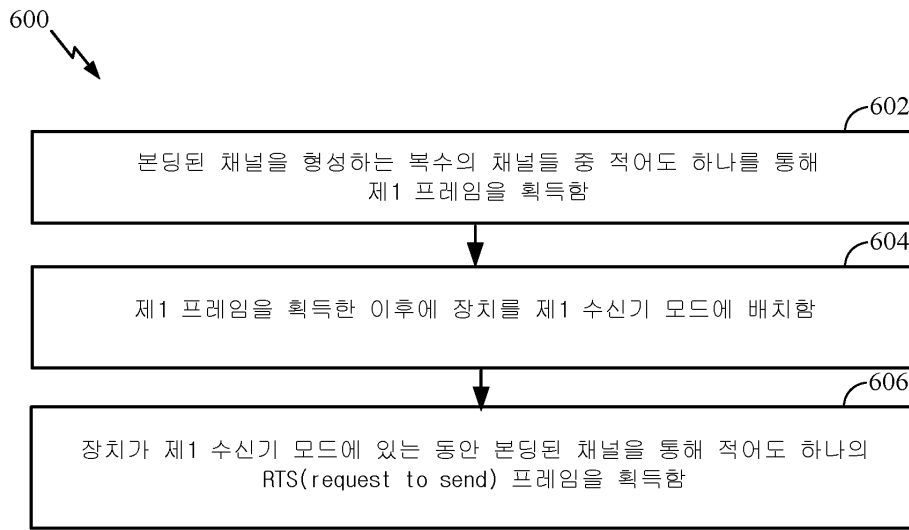 600
602
본딩된 채널을 형성하는 복수의 채널들 중 적어도 하나를 통해
제1 프레임을 획득함
604
제1 프레임을 획득한 이후에 장치를 제1 수신기 모드에 배치함
606
장치가 제1 수신기 모드에 있는 동안 본딩된 채널을 통해 적어도 하나의
RTS(request to send) 프레임을 획득함